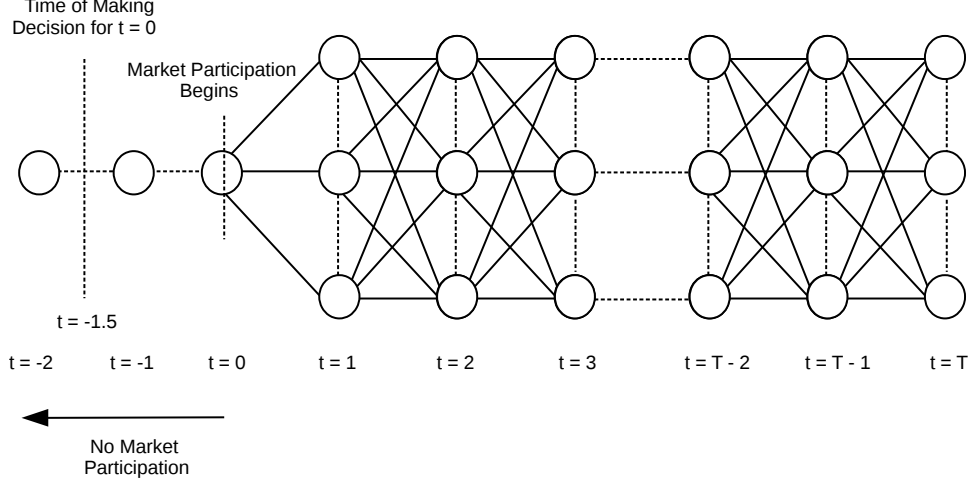 Time of Making
Decision for t = 0
Market Participation
Begins
t = -1.5
t = -2
t = -1
t = 0
t = 1
t = 2
t = 3
t = T - 2
t = T - 1
t = T
No Market
Participation